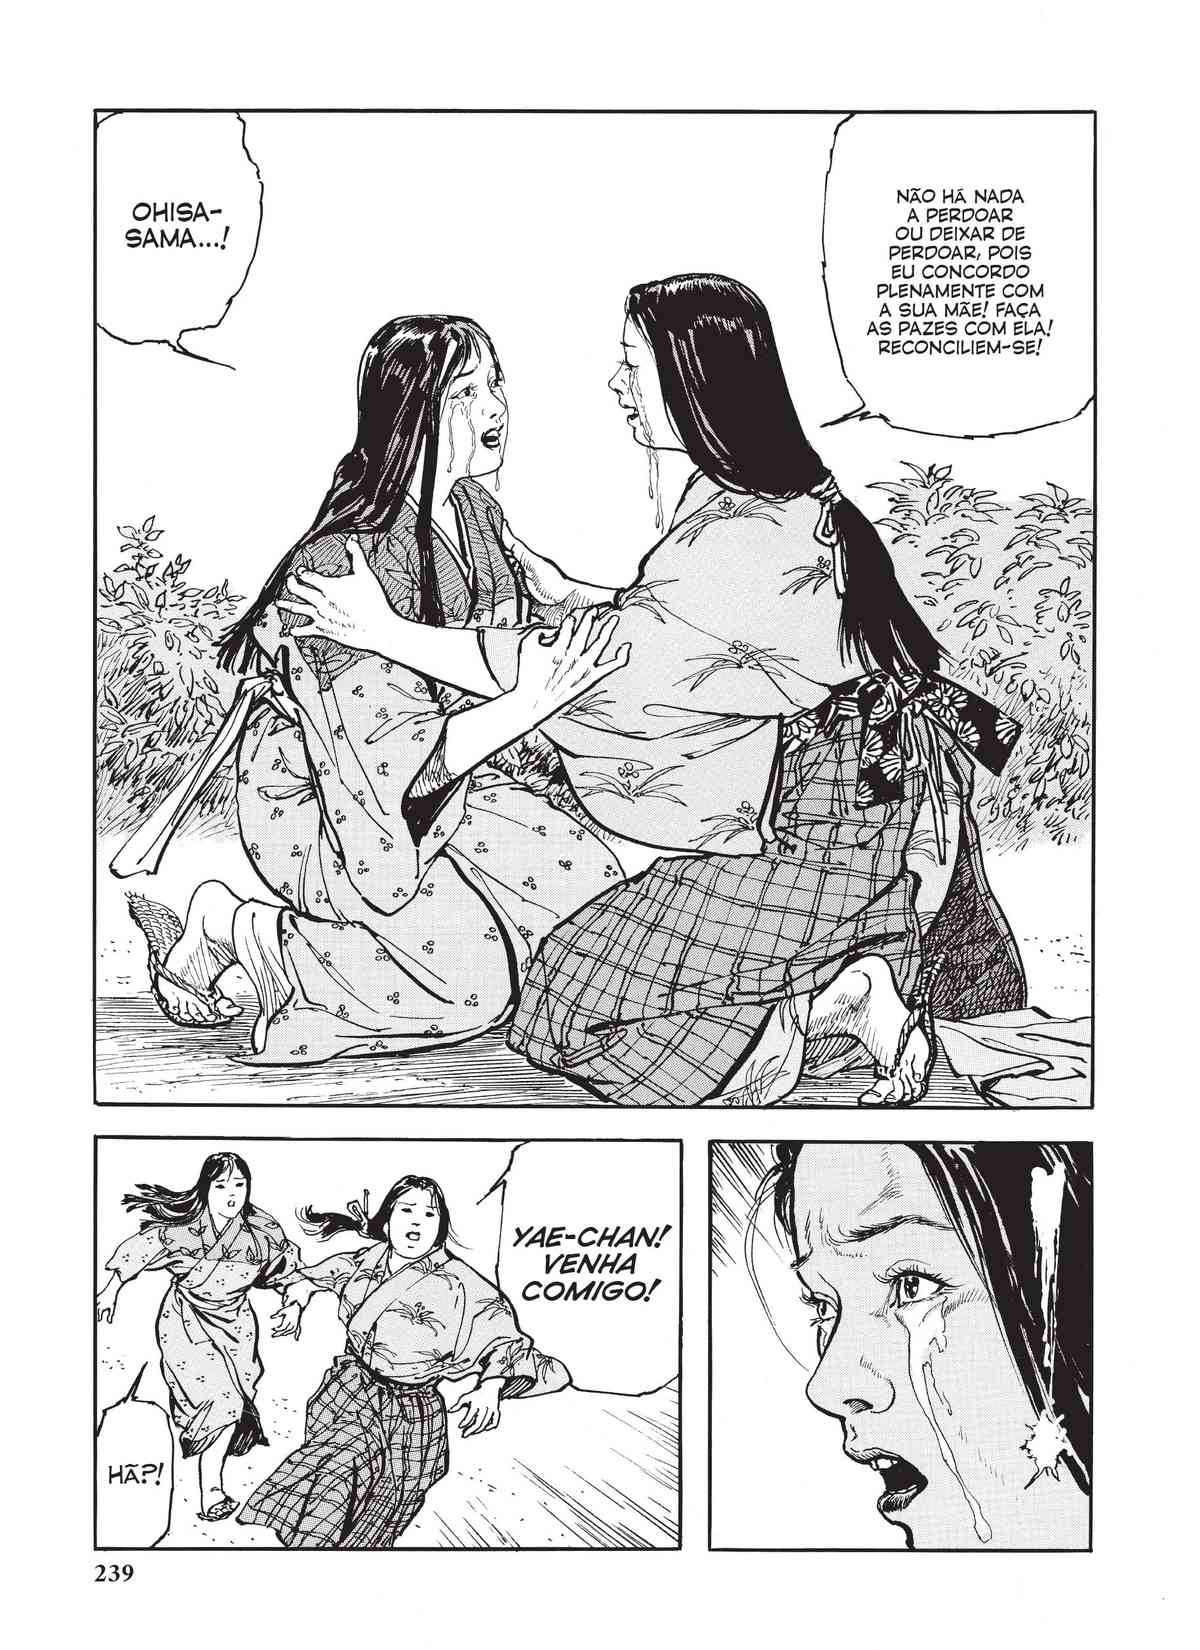 NÃO HÁ NADA
A PERDOAR
OU DEIXAR DE
PERDOAR, POIS
EU CONCORDO
PLENAMENTE COM
A SUA MÃE! FAÇA
AS PAZES COM ELA!
RECONCILIEM-SE!
OHISA-
SAMA...!
YAE-CHAN!
VENHA
COMIGO!
HÃ?!
239